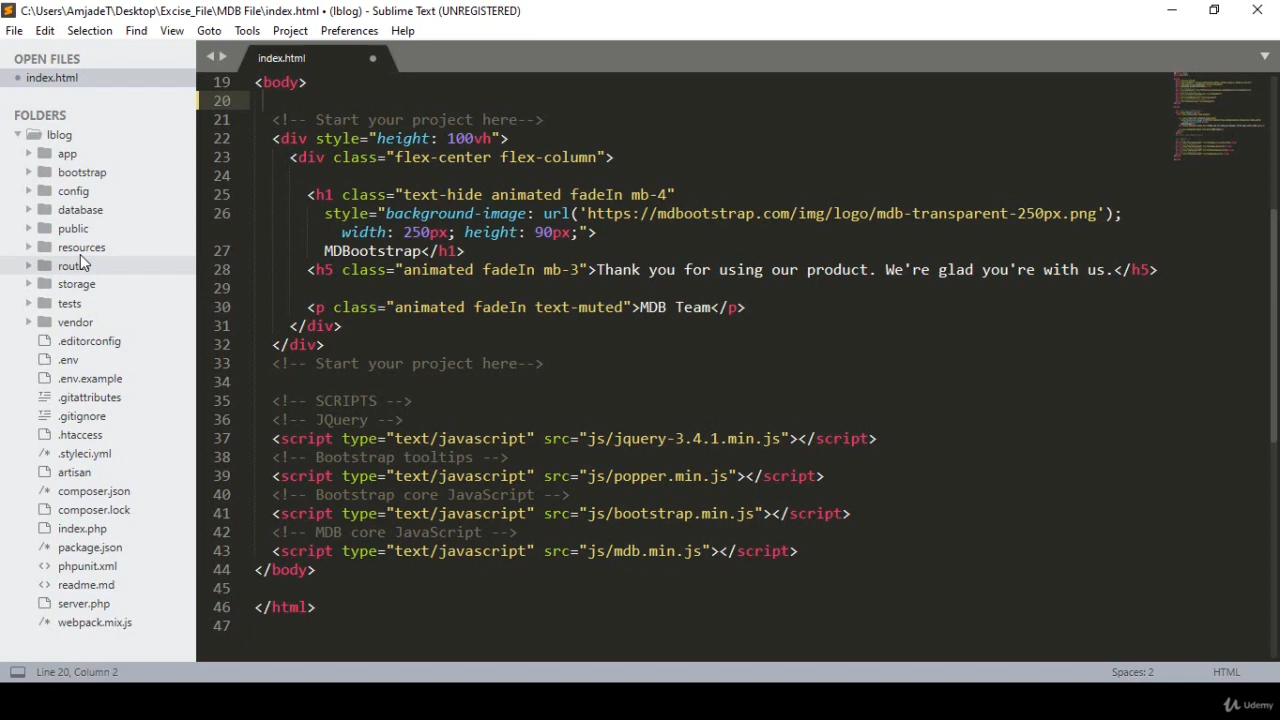 C:\Users\AmjadeT\Desktop\Excise_File\MDB File\index.html • (lblog) - Sublime Text (UNREGISTERED)
File Edit Selection Find View Goto Tools Project Preferences Help
OPEN FILES
index.html
FOLDERS
lblog
app
bootstrap
config
database
public
resources
storage
tests
vendor
.editorconfig
.env
.env.example
.gitattributes
.gitignore
.htaccess
.styleci.yml
artisan
composer.json
composer.lock
index.php
package.json
phpunit.xml
readme.md
server.php
webpack.mix.js
index.html
19 <body>
20
21 <!-- Start your project here-->
22 <div style="height: 100vh">
23 <div class="flex-center flex-column">
24
25 <h1 class="text-hide animated fadeIn mb-4"
26 style="background-image: url('https://mdbootstrap.com/img/logo/mdb-transparent-250px.png');
width: 250px; height: 90px;">
27 MDBootstrap</h1>
28 <h5 class="animated fadeIn mb-3">Thank you for using our product. We're glad you're with us.</h5>
29
30 <p class="animated fadeIn text-muted">MDB Team</p>
31 </div>
32 </div>
33 <!-- Start your project here-->
34
35 <!-- SCRIPTS -->
36 <!-- JQuery -->
37 <script type="text/javascript" src="js/jquery-3.4.1.min.js"></script>
38 <!-- Bootstrap tooltips -->
39 <script type="text/javascript" src="js/popper.min.js"></script>
40 <!-- Bootstrap core JavaScript -->
41 <script type="text/javascript" src="js/bootstrap.min.js"></script>
42 <!-- MDB core JavaScript -->
43 <script type="text/javascript" src="js/mdb.min.js"></script>
44 </body>
45
46 </html>
47
Line 20, Column 2 Spaces: 2 HTML
Udemy